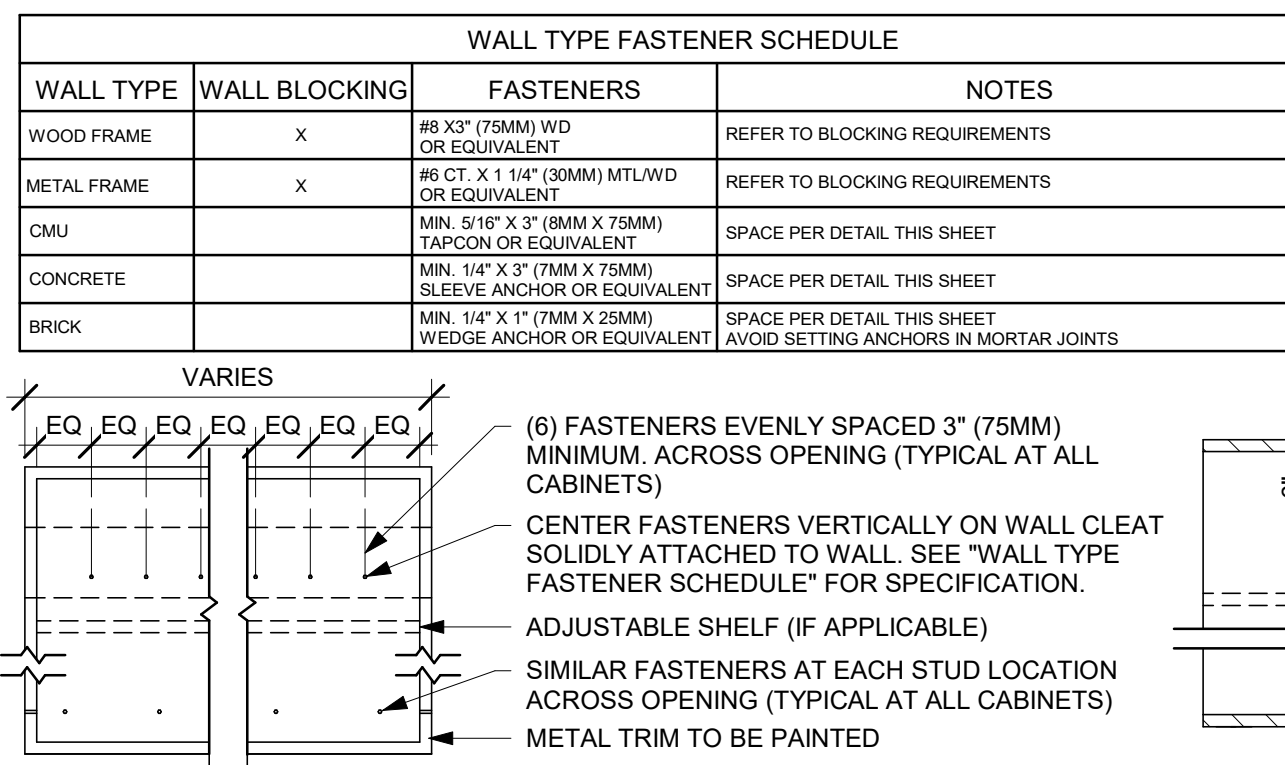 WALL TYPE FASTENER SCHEDULE
WALL TYPE WALL BLOCKING FASTENERS NOTES
WOOD FRAME X #8 X3" (75MM) WD
OR EQUIVALENT REFER TO BLOCKING REQUIREMENTS
METAL FRAME X #6 CT. X 1 1/4" (30MM) MTL/WD
OR EQUIVALENT REFER TO BLOCKING REQUIREMENTS
CMU MIN. 5/16" X 3" (8MM X 75MM)
TAPCON OR EQUIVALENT SPACE PER DETAIL THIS SHEET
CONCRETE MIN. 1/4" X 3" (7MM X 75MM)
SLEEVE ANCHOR OR EQUIVALENT SPACE PER DETAIL THIS SHEET
BRICK MIN. 1/4" X 1" (7MM X 25MM)
WEDGE ANCHOR OR EQUIVALENT SPACE PER DETAIL THIS SHEET
AVOID SETTING ANCHORS IN MORTAR JOINTS
VARIES
EQ EQ EQ EQ EQ EQ EQ
(6) FASTENERS EVENLY SPACED 3" (75MM)
MINIMUM. ACROSS OPENING (TYPICAL AT ALL
CABINETS)
CENTER FASTENERS VERTICALLY ON WALL CLEAT
SOLIDLY ATTACHED TO WALL. SEE "WALL TYPE
FASTENER SCHEDULE" FOR SPECIFICATION.
ADJUSTABLE SHELF (IF APPLICABLE)
SIMILAR FASTENERS AT EACH STUD LOCATION
ACROSS OPENING (TYPICAL AT ALL CABINETS)
METAL TRIM TO BE PAINTED